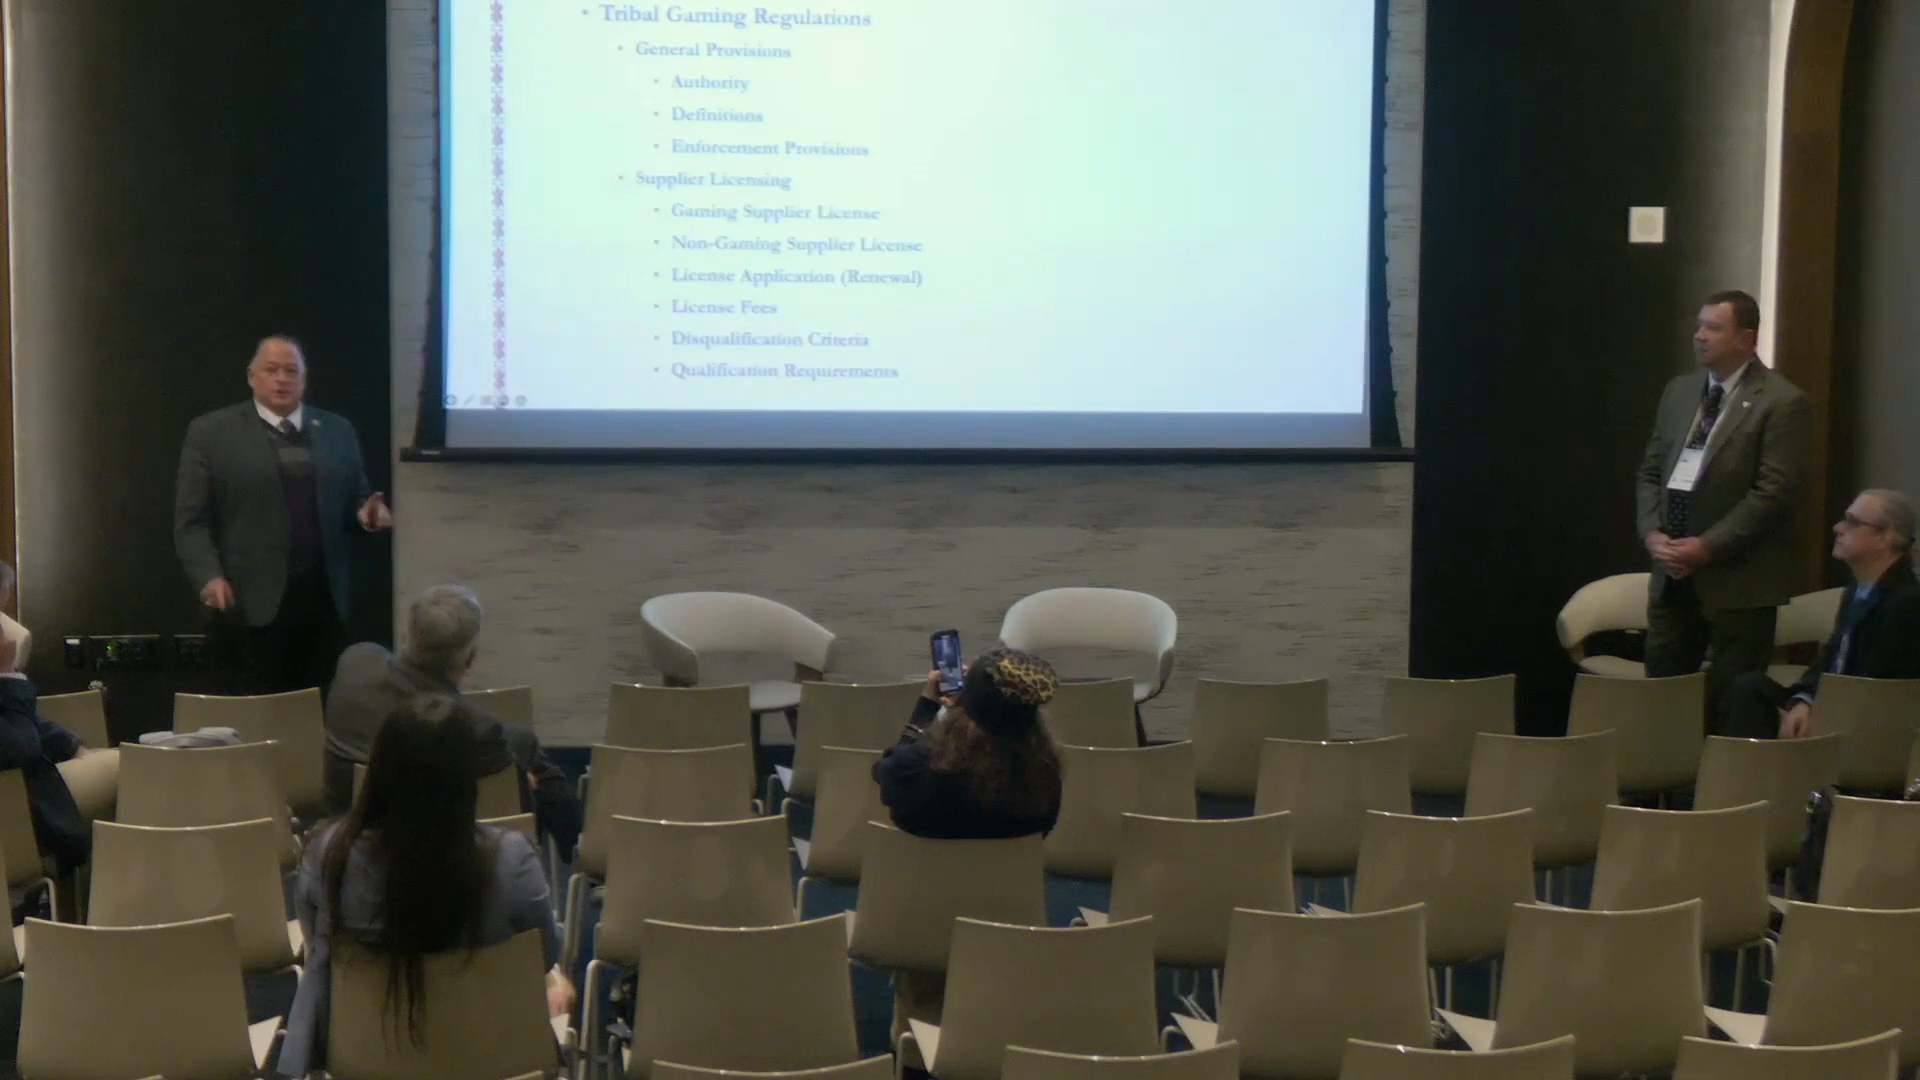 • Tribal Gaming Regulations
• General Provisions
• Authority
• Definitions
• Enforcement Provisions
• Supplier Licensing
• Gaming Supplier License
• Non-Gaming Supplier License
• License Application (Renewal)
• License Fees
• Disqualification Criteria
• Qualification Requirements